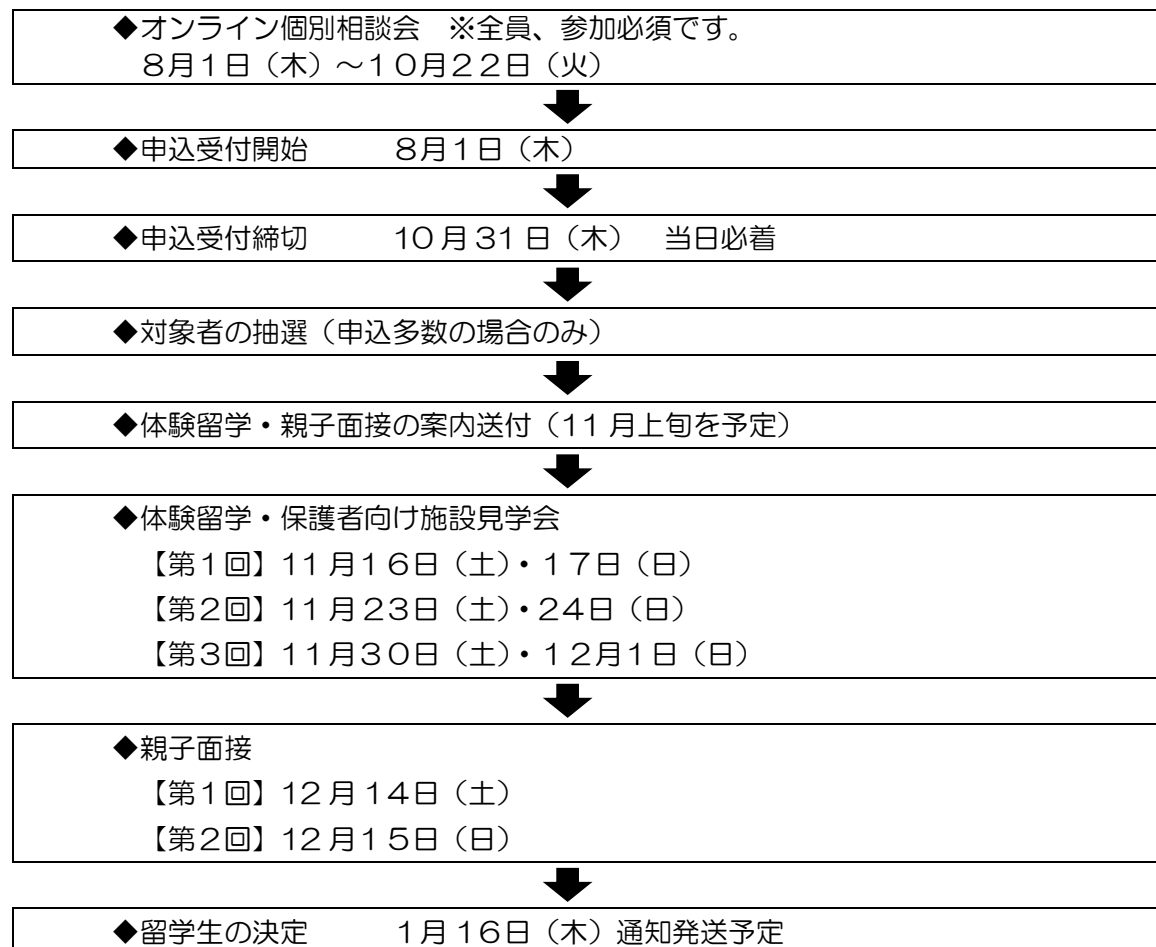 ◆オンライン個別相談会　※全員、参加必須です。
８月１日（木）～１０月２２日（火）
◆申込受付開始　　　８月１日（木）
◆申込受付締切　　　10月31日（木）　当日必着
◆対象者の抽選（申込多数の場合のみ）
◆体験留学・親子面接の案内送付（11月上旬を予定）
◆体験留学・保護者向け施設見学会
【第１回】11月１６日（土）・１７日（日）
【第２回】11月２３日（土）・２４日（日）
【第３回】11月３０日（土）・１２月１日（日）
◆親子面接
【第１回】12月１４日（土）
【第２回】12月１５日（日）
◆留学生の決定　　　１月16日（木）通知発送予定